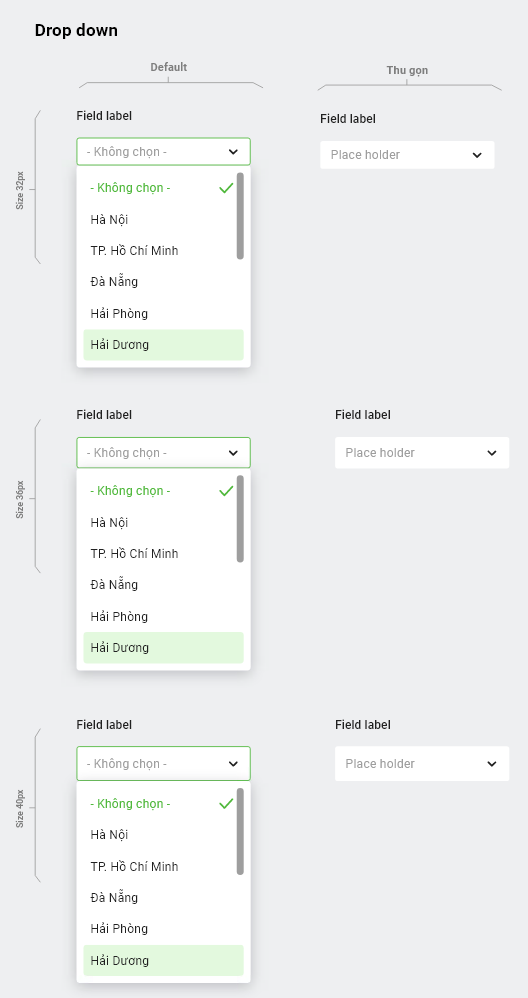 Drop down
Default
Thu gọn
Size 32px
Field label
- Không chọn -
- Không chọn -
Hà Nội
TP. Hồ Chí Minh
Đà Nẵng
Hải Phòng
Hải Dương
Field label
Place holder
Size 36px
Field label
- Không chọn -
- Không chọn -
Hà Nội
TP. Hồ Chí Minh
Đà Nẵng
Hải Phòng
Hải Dương
Field label
Place holder
Size 40px
Field label
- Không chọn -
- Không chọn -
Hà Nội
TP. Hồ Chí Minh
Đà Nẵng
Hải Phòng
Hải Dương
Field label
Place holder